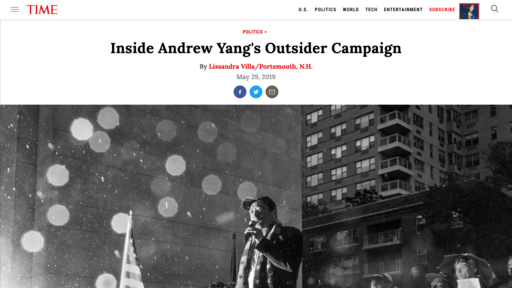 TIME
U.S. POLITICS WORLD TECH ENTERTAINMENT SUBSCRIBE
POLITICS
Inside Andrew Yang's Outsider Campaign
By Lissandra Villa/Portsmouth, N.H.
May 29, 2019